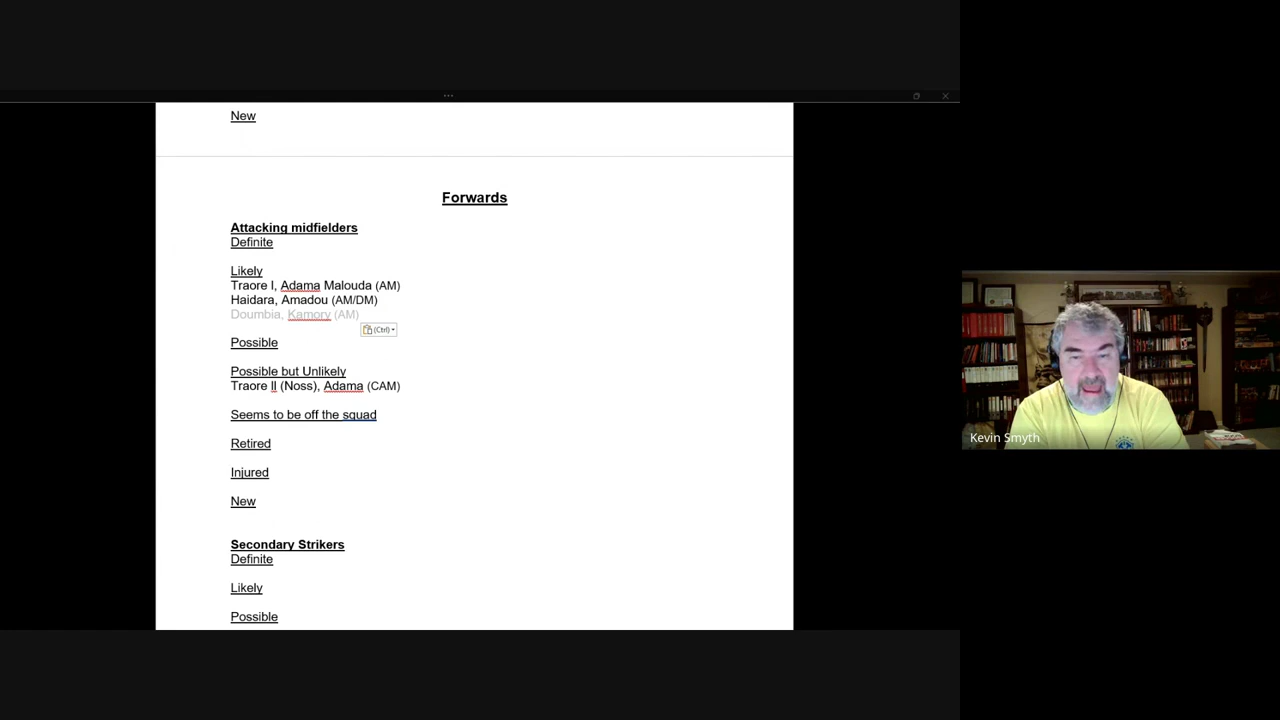 New
Forwards
Attacking midfielders
Definite
Likely
Traore I, Adama Malouda (AM)
Haidara, Amadou (AM/DM)
Doumbia, Kamory (AM)
(Ctrl)
Possible
Possible but Unlikely
Traore II (Noss), Adama (CAM)
Seems to be off the squad
Retired
Injured
New
Secondary Strikers
Definite
Likely
Possible
Kevin Smyth